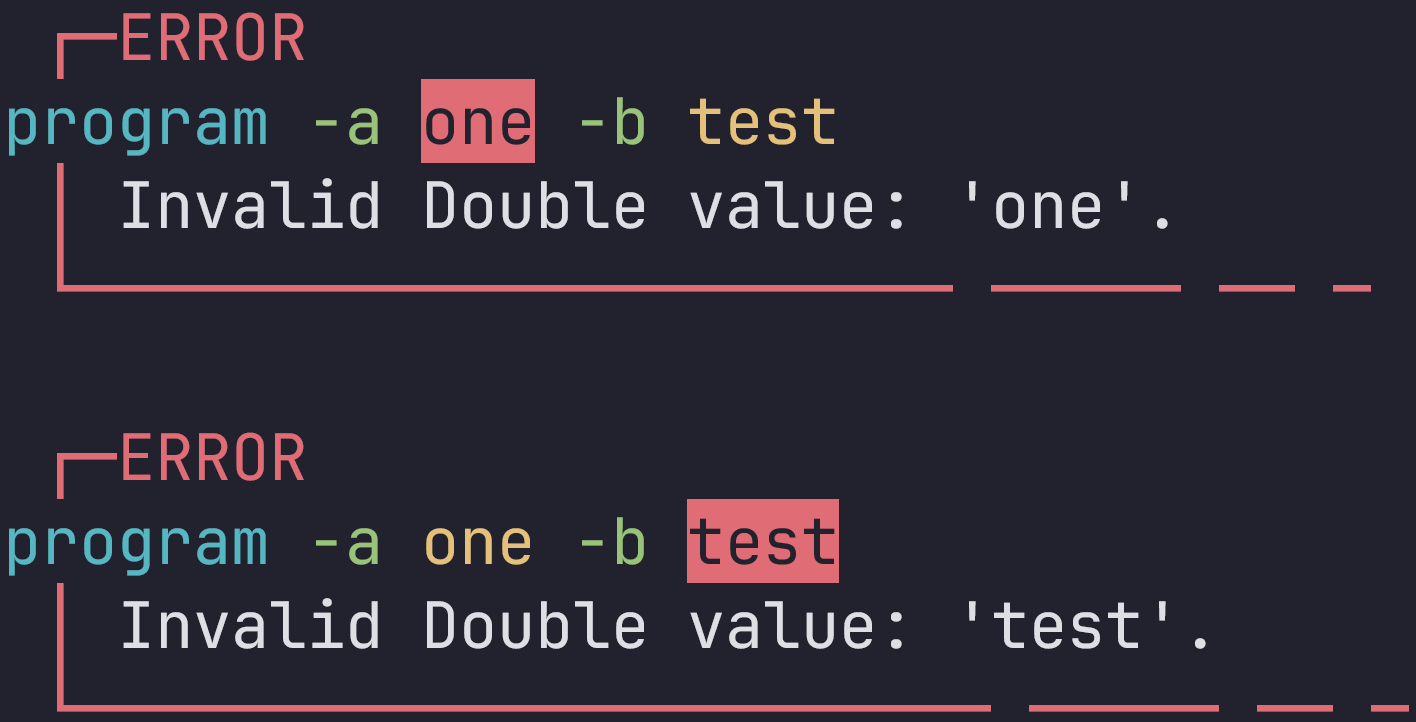 ERROR
program -a one -b test
Invalid Double value: 'one'.
ERROR
program -a one -b test
Invalid Double value: 'test'.